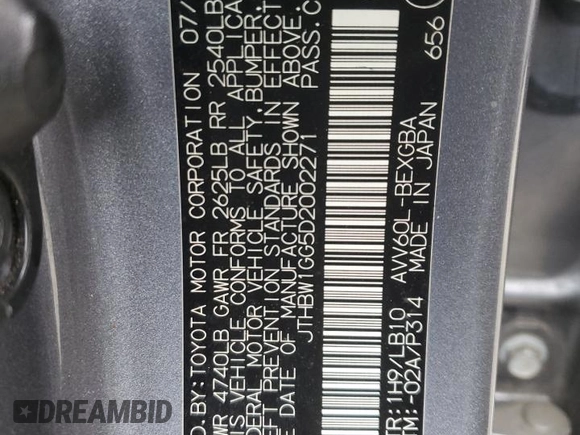 D.BY:TOYOTA MOTOR CORPORATION 07/
WR 4740LB GAWR FR 2625LB RR 2540LB
IS VEHICLE CONFORMS TO ALL APPLICA
DERAL MOTOR VEHICLE SAFETY, BUMPER,
EFT PREVENTION STANDARDS IN EFFECT
E DATE OF MANUFACTURE SHOWN ABOVE.
JTHBW1GG5D2002271 PASS.C
TR: 1H9/LB10 AVV60L-BEXGBA
TM:-02A/P314 MADE IN JAPAN 656
DREAMBID